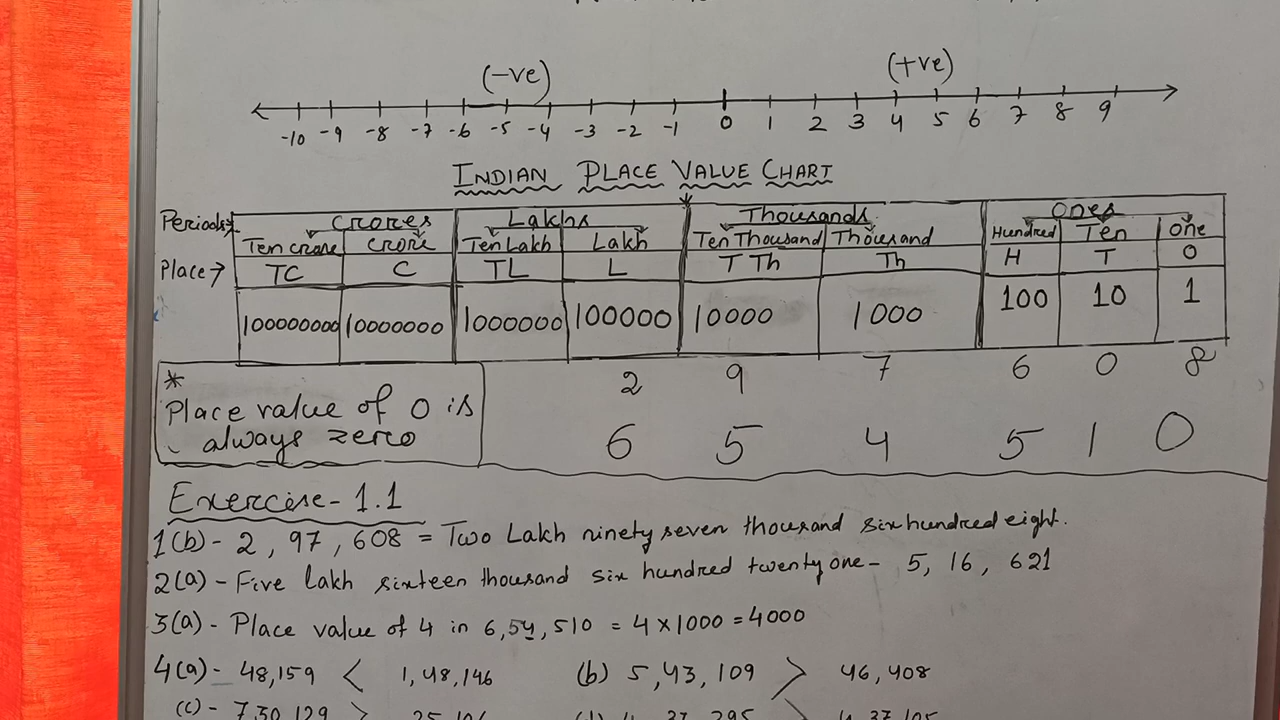 (-ve) (+ve)
-10 -9 -8 -7 -6 -5 -4 -3 -2 -1 0 1 2 3 4 5 6 7 8 9
INDIAN PLACE VALUE CHART
Periods→ Crores Lakhs Thousands Ones
Ten crore crore Ten Lakh Lakh Ten Thousand Thousand Hundred Ten one
Place→ TC C TL L T Th Th H T O
100000000 10000000 1000000 100000 10000 1000 100 10 1
2 9 7 6 0 8
6 5 4 5 1 0
*
Place value of 0 is
always zero
Exercise-1.1
1(b)- 2, 97, 608 = Two Lakh ninety seven thousand six hundred eight.
2(a)- Five lakh sixteen thousand six hundred twenty one- 5, 16, 621
3(a)- Place value of 4 in 6,54,510 = 4×1000 = 4000
4(a)- 48,159 < 1,48,146 (b) 5,43,109 > 46,408
(c)- 7,30,129 >